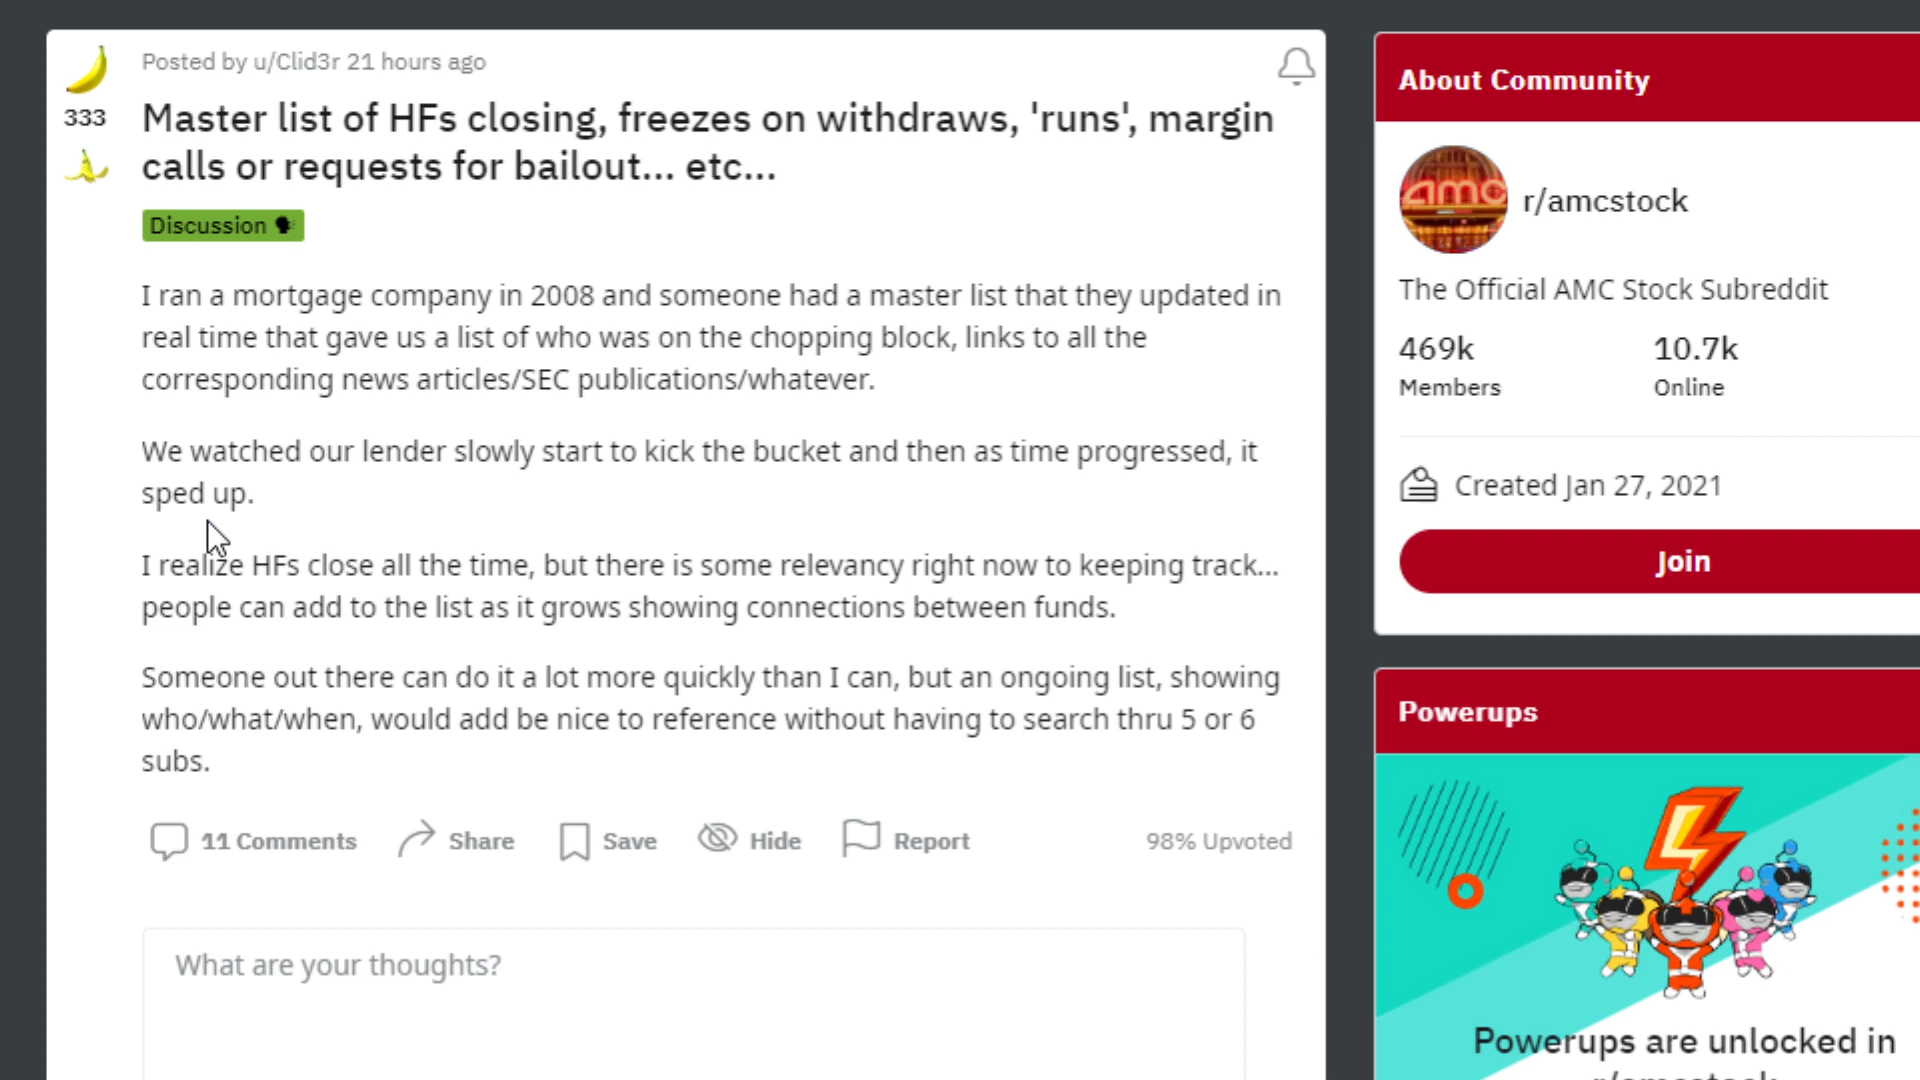 Posted by u/Clid3r 21 hours ago
333
Master list of HFs closing, freezes on withdraws, 'runs', margin
calls or requests for bailout... etc...
Discussion
I ran a mortgage company in 2008 and someone had a master list that they updated in
real time that gave us a list of who was on the chopping block, links to all the
corresponding news articles/SEC publications/whatever.
We watched our lender slowly start to kick the bucket and then as time progressed, it
sped up.
I realize HFs close all the time, but there is some relevancy right now to keeping track...
people can add to the list as it grows showing connections between funds.
Someone out there can do it a lot more quickly than I can, but an ongoing list, showing
who/what/when, would add be nice to reference without having to search thru 5 or 6
subs.
11 Comments Share Save Hide Report 98% Upvoted
What are your thoughts?
About Community
amc
r/amcstock
The Official AMC Stock Subreddit
469k 10.7k
Members Online
Created Jan 27, 2021
Join
Powerups
Powerups are unlocked in
r/amcstock